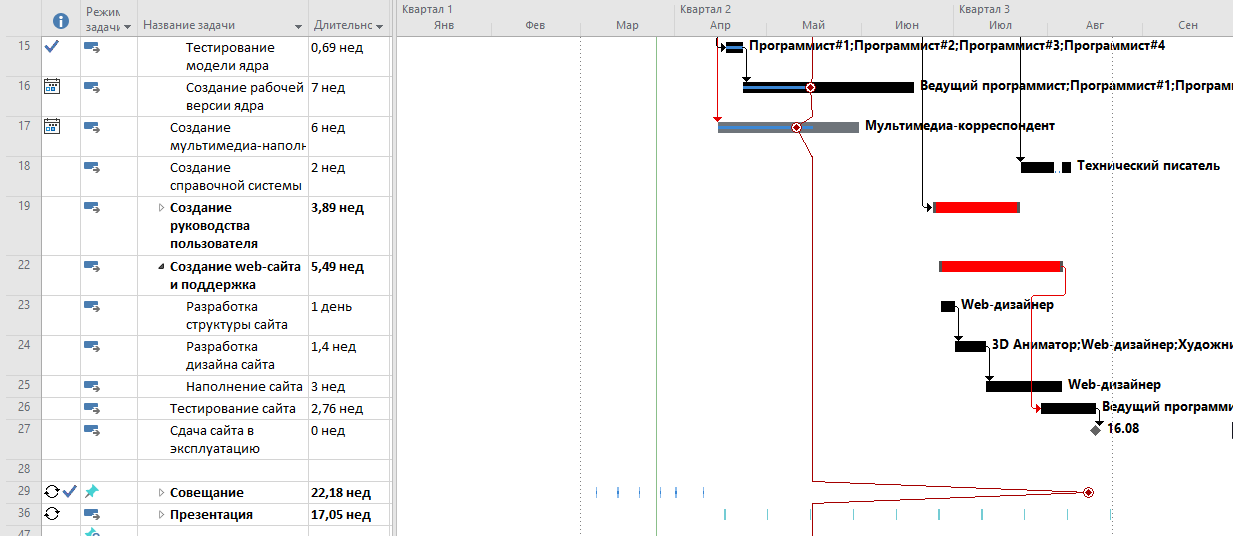 Режим задачи
Название задачи
Длительнс
Квартал 1
Квартал 2
Квартал 3
Янв
Фев
Мар
Апр
Май
Июн
Июл
Авг
Сен
15
Тестирование
модели ядра
0,69 нед
Программист#1;Программист#2;Программист#3;Программист#4
16
Создание рабочей
версии ядра
7 нед
Ведущий программист;Программист#1;Програм
17
Создание
мультимедиа-наполн
6 нед
Мультимедиа-корреспондент
18
Создание
справочной системы
2 нед
Технический писатель
19
Создание
руководства
пользователя
3,89 нед
22
Создание web-сайта
и поддержка
5,49 нед
23
Разработка
структуры сайта
1 день
Web-дизайнер
24
Разработка
дизайна сайта
1,4 нед
3D Аниматор;Web-дизайнер;Художни
25
Наполнение сайта
3 нед
Web-дизайнер
26
Тестирование сайта
2,76 нед
Ведущий программи
27
Сдача сайта в
эксплуатацию
0 нед
16.08
28
29
Совещание
22,18 нед
36
Презентация
17,05 нед
47